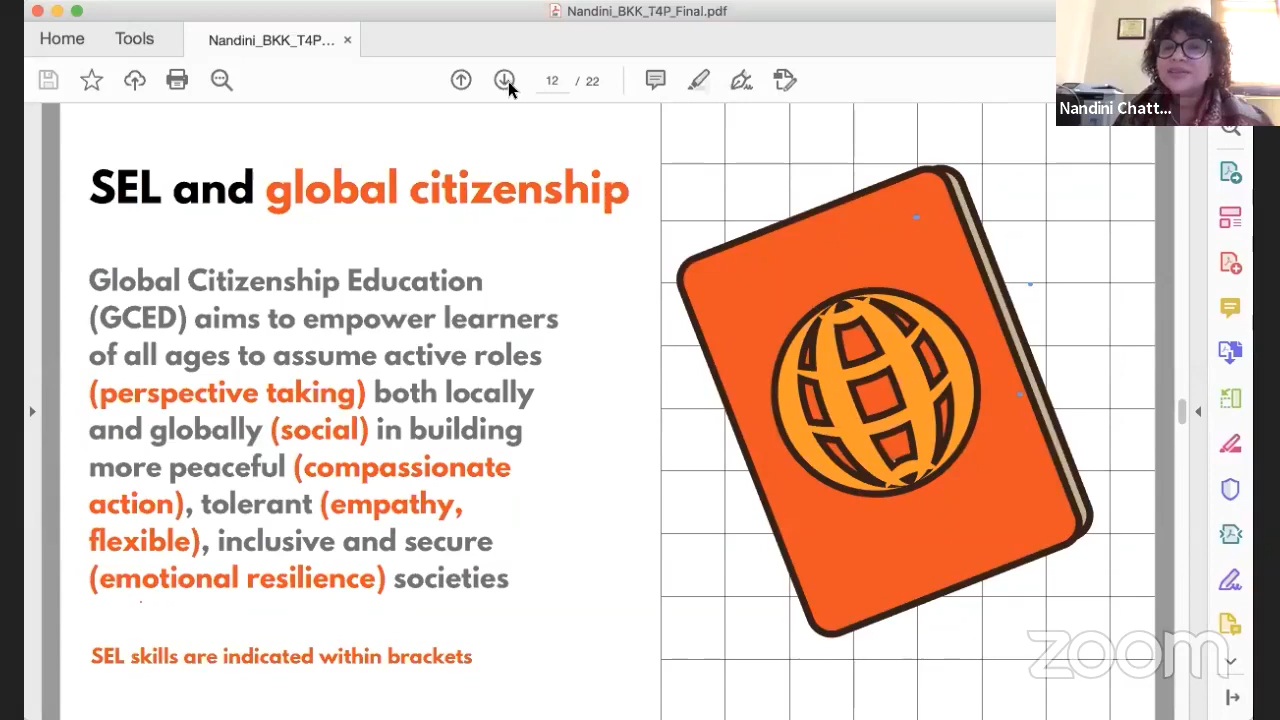 Nandini_BKK_T4P_Final.pdf
Home
Tools
Nandini_BKK_T4P...
12 / 22
Nandini Chatt...
SEL and global citizenship
Global Citizenship Education
(GCED) aims to empower learners
of all ages to assume active roles
(perspective taking) both locally
and globally (social) in building
more peaceful (compassionate
action), tolerant (empathy,
flexible), inclusive and secure
(emotional resilience) societies
SEL skills are indicated within brackets
zoom